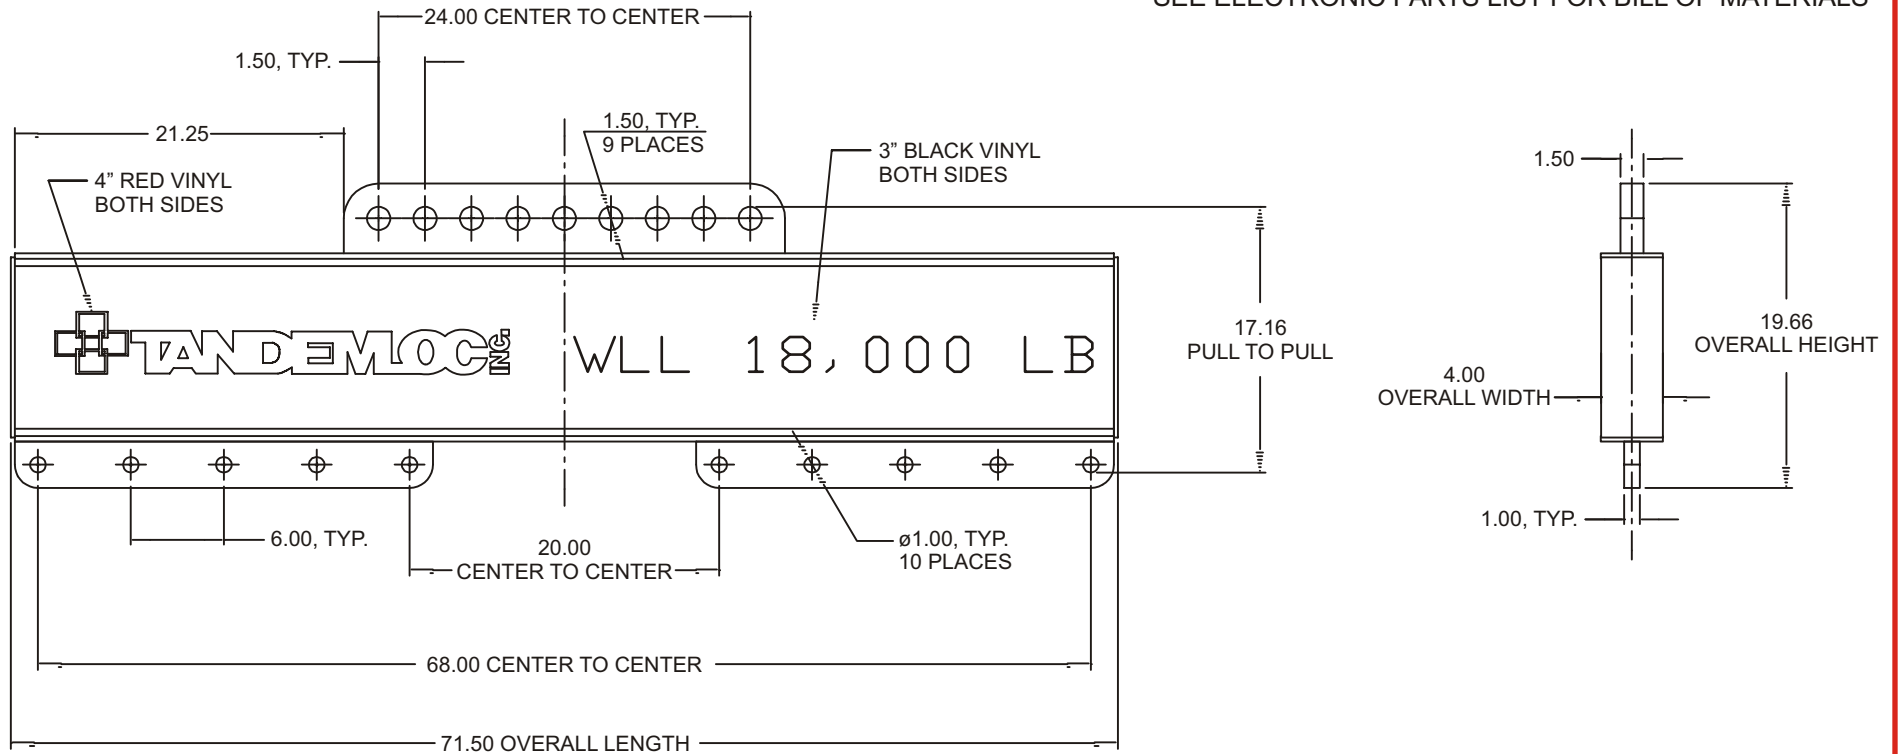 SEE ELECTRONIC PARTS LIST FOR BILL OF MATERIALS
24.00 CENTER TO CENTER
1.50, TYP.
21.25
1.50, TYP.
9 PLACES
3” BLACK VINYL
BOTH SIDES
4” RED VINYL
BOTH SIDES
TANDEMLOC INC.
WLL 18,000 LB
17.16
PULL TO PULL
6.00, TYP.
20.00
CENTER TO CENTER
ø1.00, TYP.
10 PLACES
68.00 CENTER TO CENTER
71.50 OVERALL LENGTH
1.50
19.66
OVERALL HEIGHT
4.00
OVERALL WIDTH
1.00, TYP.